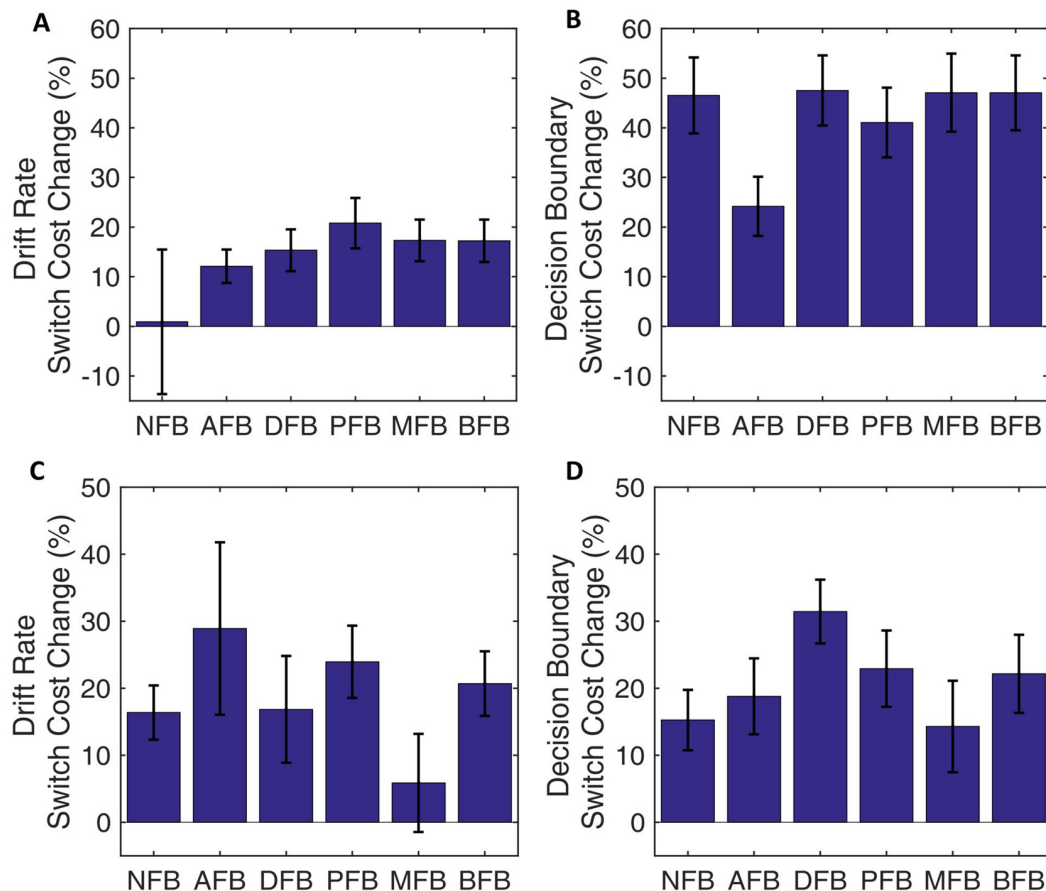 A
Drift Rate
Switch Cost Change (%)
60
50
40
30
20
10
0
-10
NFB AFB DFB PFB MFB BFB
B
Decision Boundary
Switch Cost Change (%)
60
50
40
30
20
10
0
-10
NFB AFB DFB PFB MFB BFB
C
Drift Rate
Switch Cost Change (%)
50
40
30
20
10
0
NFB AFB DFB PFB MFB BFB
D
Decision Boundary
Switch Cost Change (%)
50
40
30
20
10
0
NFB AFB DFB PFB MFB BFB